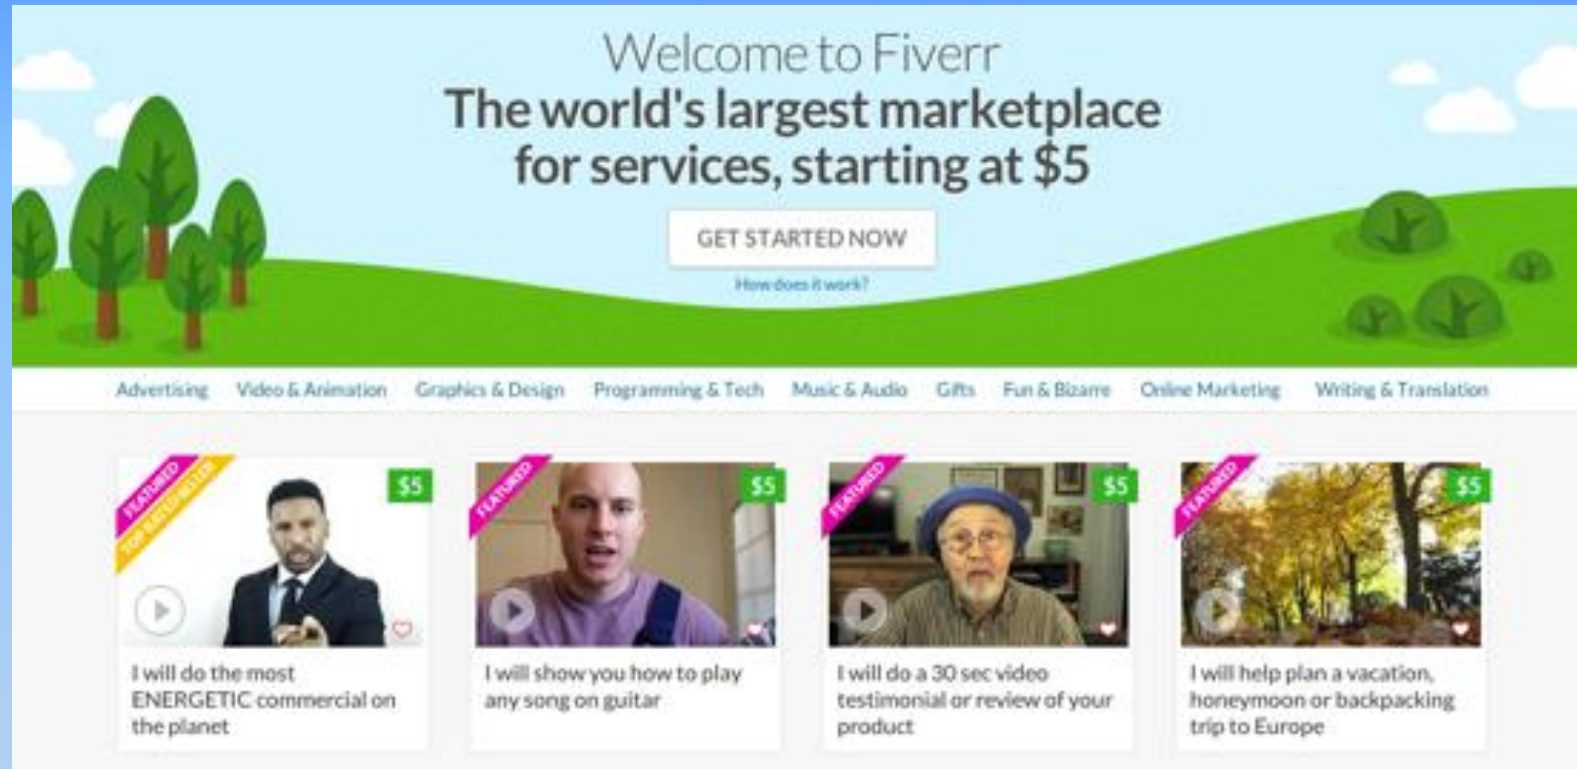 Welcome to Fiverr
The world's largest marketplace
for services, starting at $5
GET STARTED NOW
How does it work?
Advertising Video & Animation Graphics & Design Programming & Tech Music & Audio Gifts Fun & Bizarre Online Marketing Writing & Translation
FEATURED
TOP RATED SELLER
$5
I will do the most
ENERGETIC commercial on
the planet
FEATURED
$5
I will show you how to play
any song on guitar
FEATURED
$5
I will do a 30 sec video
testimonial or review of your
product
FEATURED
$5
I will help plan a vacation,
honeymoon or backpacking
trip to Europe